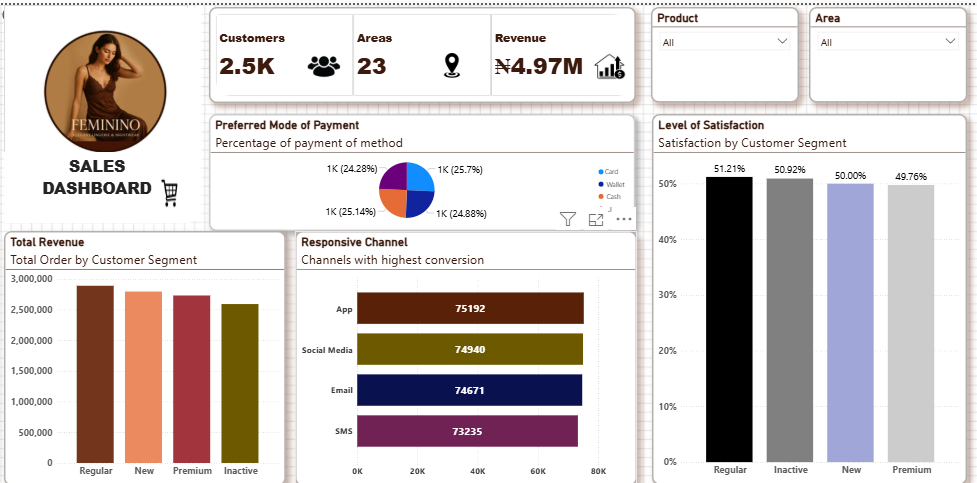 FEMININO
SALES
DASHBOARD
Customers
2.5K
Areas
23
Revenue
₦4.97M
Product
All
Area
All
Preferred Mode of Payment
Percentage of payment of method
1K (24.28%)
1K (25.7%)
1K (25.14%)
1K (24.88%)
Card
Wallet
Cash
Level of Satisfaction
Satisfaction by Customer Segment
51.21%
50.92%
50.00%
49.76%
50%
40%
30%
20%
10%
0%
Regular
Inactive
New
Premium
Total Revenue
Total Order by Customer Segment
3,000,000
2,500,000
2,000,000
1,500,000
1,000,000
500,000
0
Regular
New
Premium
Inactive
Responsive Channel
Channels with highest conversion
App
75192
Social Media
74940
Email
74671
SMS
73235
0K
20K
40K
60K
80K